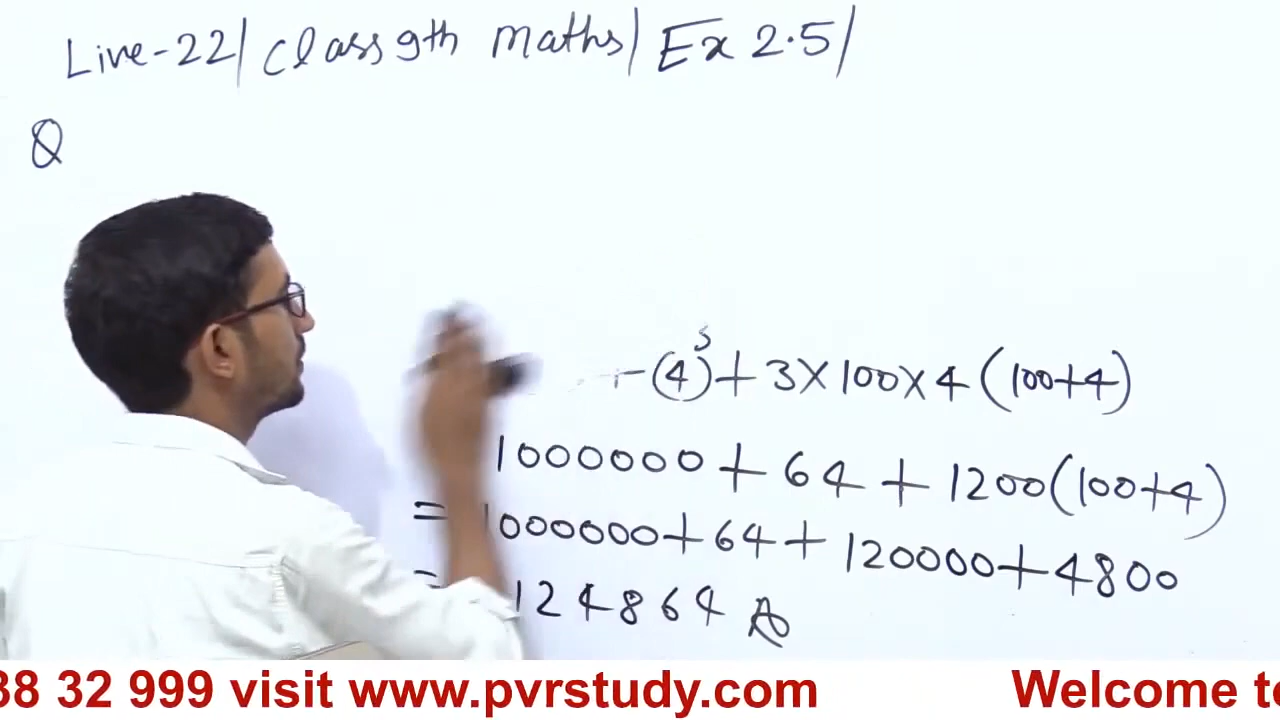 Live-22| Class 9th maths| Ex 2.5|
Q
+(4)³+3×100×4(100+4)
1000000+64+1200(100+4)
= 1000000+64+120000+4800
= 124864 A
38 32 999 visit www.pvrstudy.com Welcome to